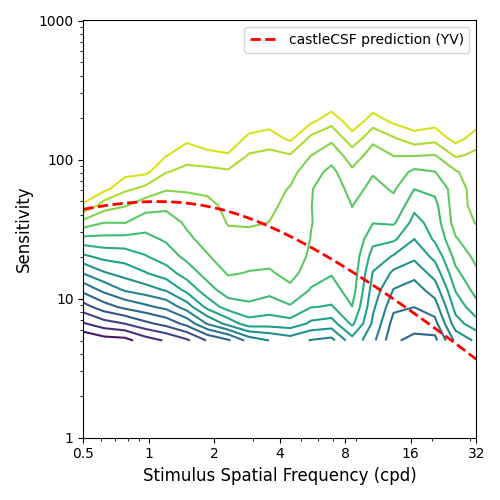 1000
castleCSF prediction (YV)
100
Sensitivity
10
1
0.5 1 2 4 8 16 32
Stimulus Spatial Frequency (cpd)